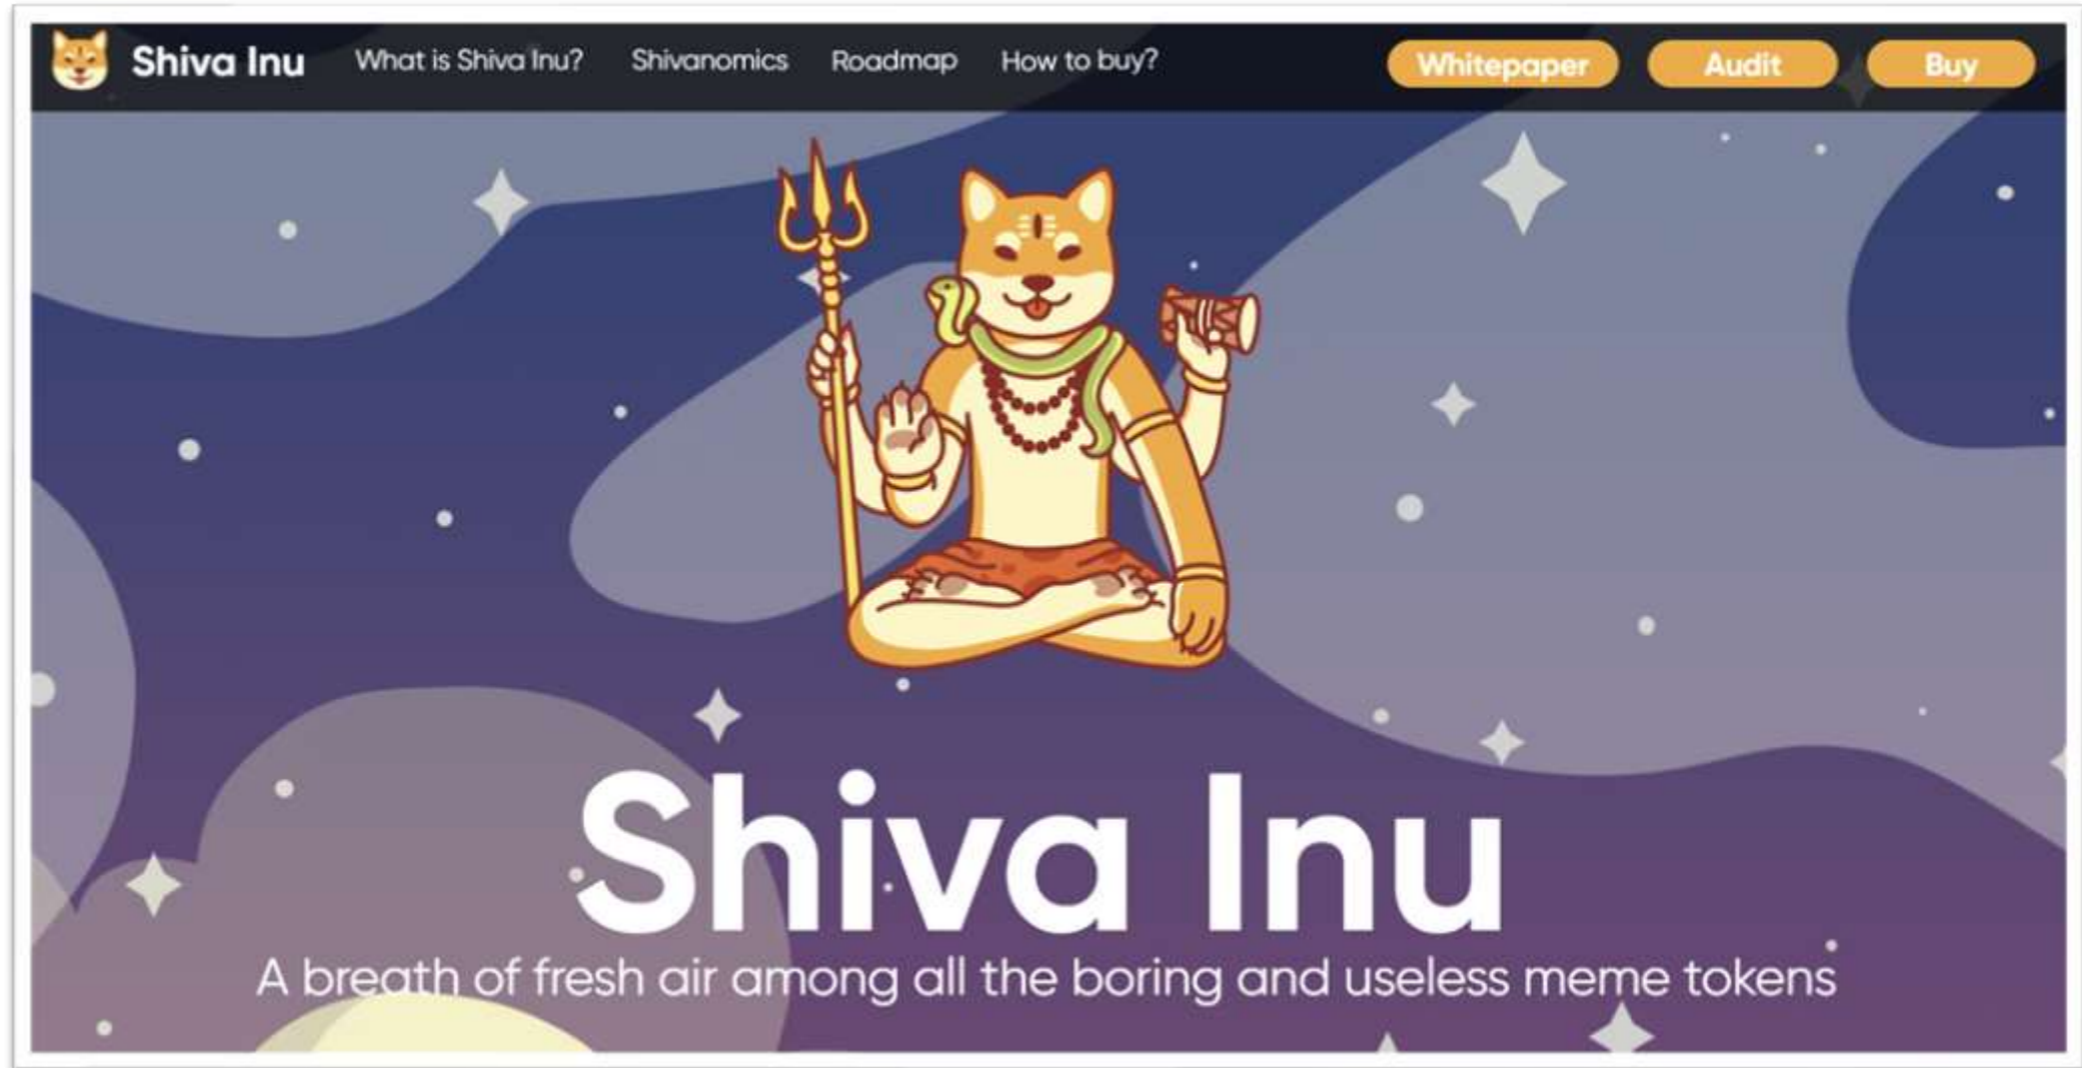 Shiva Inu What is Shiva Inu? Shivanomics Roadmap How to buy? Whitepaper Audit Buy
Shiva Inu
A breath of fresh air among all the boring and useless meme tokens